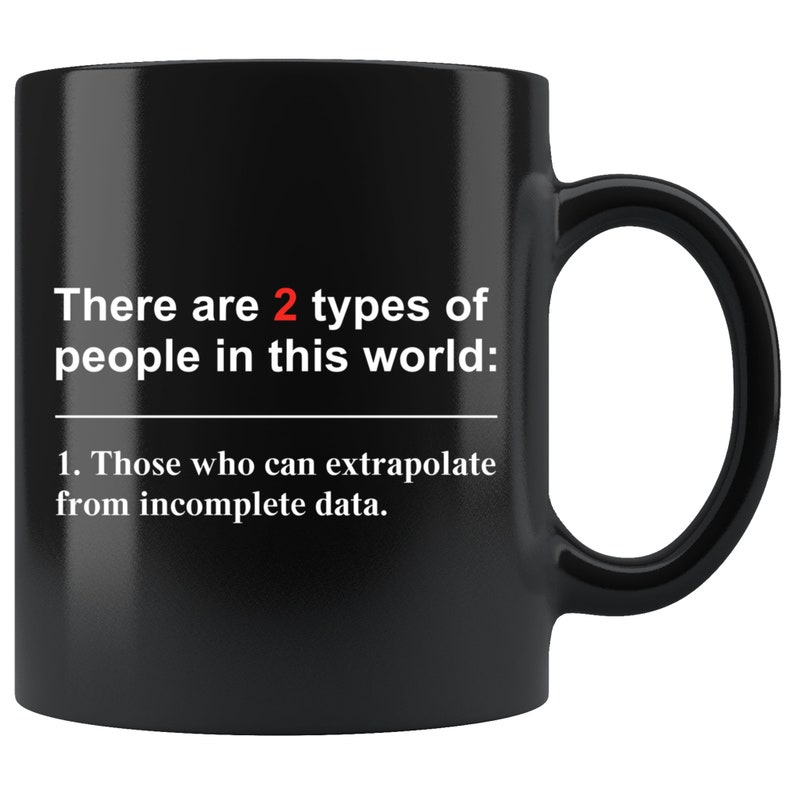 There are 2 types of
people in this world:
1. Those who can extrapolate
from incomplete data.